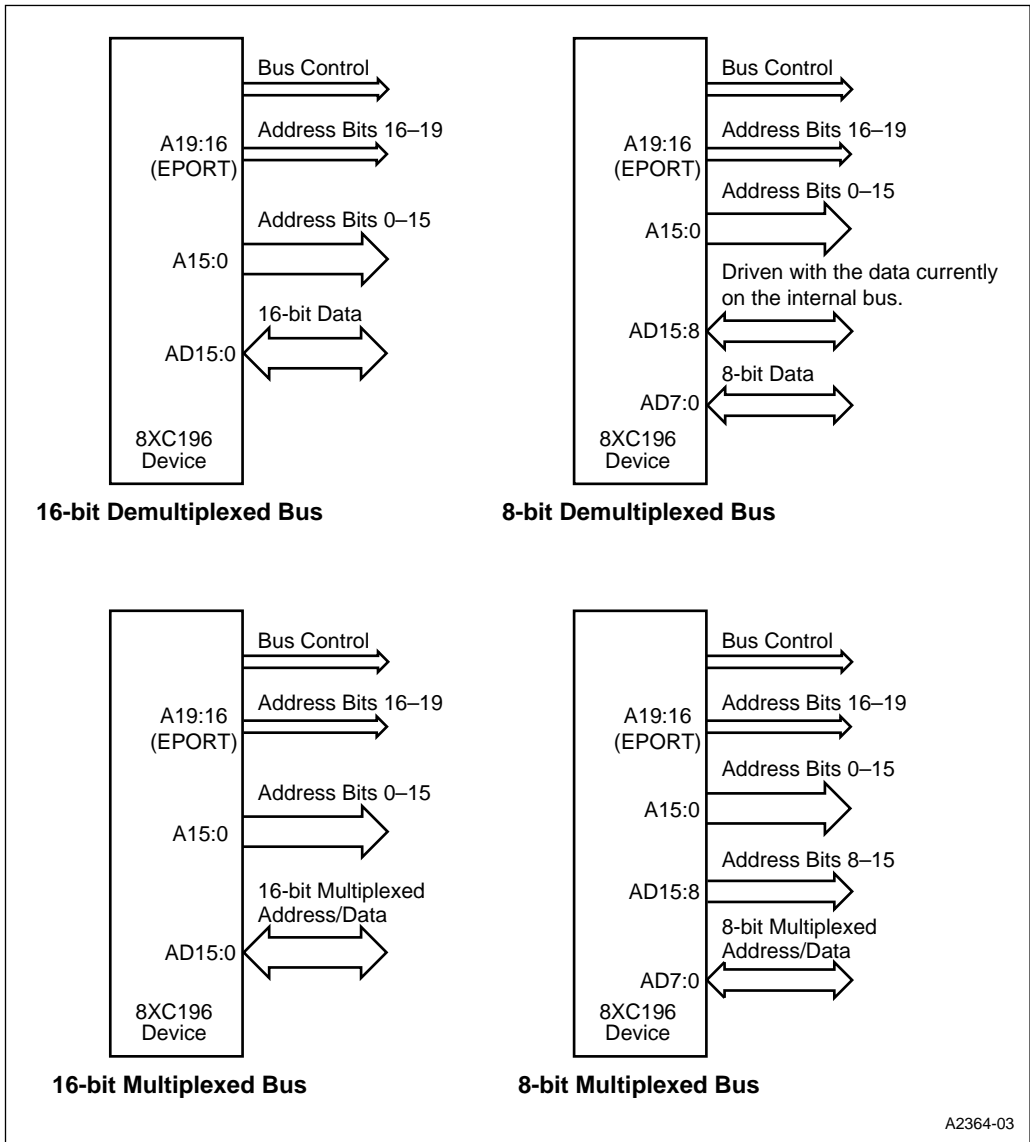 Bus Control
A19:16
(EPORT)
Address Bits 16–19
Address Bits 0–15
A15:0
16-bit Data
AD15:0
8XC196
Device
16-bit Demultiplexed Bus
Bus Control
A19:16
(EPORT)
Address Bits 16–19
Address Bits 0–15
A15:0
Driven with the data currently
on the internal bus.
AD15:8
8-bit Data
AD7:0
8XC196
Device
8-bit Demultiplexed Bus
Bus Control
A19:16
(EPORT)
Address Bits 16–19
Address Bits 0–15
A15:0
16-bit Multiplexed
Address/Data
AD15:0
8XC196
Device
16-bit Multiplexed Bus
Bus Control
A19:16
(EPORT)
Address Bits 16–19
Address Bits 0–15
A15:0
Address Bits 8–15
AD15:8
8-bit Multiplexed
Address/Data
AD7:0
8XC196
Device
8-bit Multiplexed Bus
A2364-03